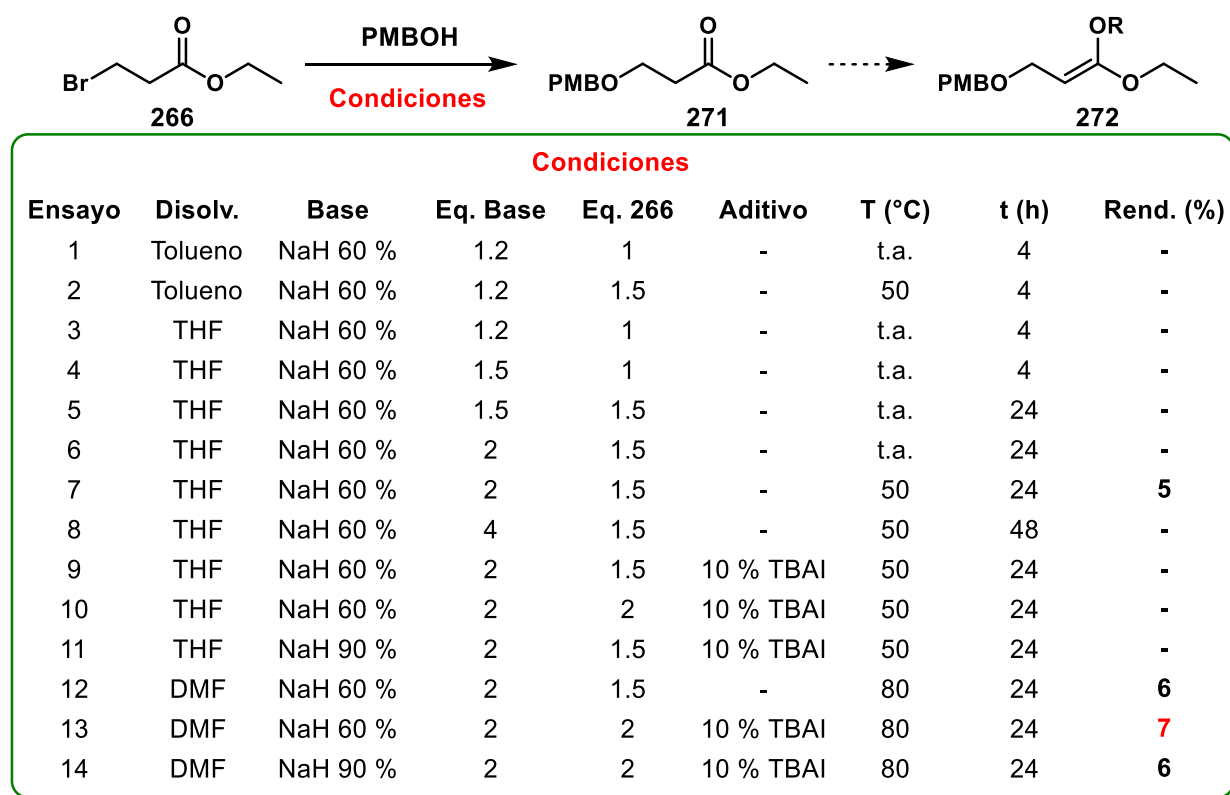 O
OR
PMBOH
Br
O
266
Condiciones
O
PMBO
O
271
PMBO
O
272
Condiciones
Ensayo Disolv. Base Eq. Base Eq. 266 Aditivo T (°C) t (h) Rend. (%)
1 Tolueno NaH 60 % 1.2 1 - t.a. 4 -
2 Tolueno NaH 60 % 1.2 1.5 - 50 4 -
3 THF NaH 60 % 1.2 1 - t.a. 4 -
4 THF NaH 60 % 1.5 1 - t.a. 4 -
5 THF NaH 60 % 1.5 1.5 - t.a. 24 -
6 THF NaH 60 % 2 1.5 - t.a. 24 -
7 THF NaH 60 % 2 1.5 - 50 24 5
8 THF NaH 60 % 4 1.5 - 50 48 -
9 THF NaH 60 % 2 1.5 10 % TBAI 50 24 -
10 THF NaH 60 % 2 2 10 % TBAI 50 24 -
11 THF NaH 90 % 2 1.5 10 % TBAI 50 24 -
12 DMF NaH 60 % 2 1.5 - 80 24 6
13 DMF NaH 60 % 2 2 10 % TBAI 80 24 7
14 DMF NaH 90 % 2 2 10 % TBAI 80 24 6